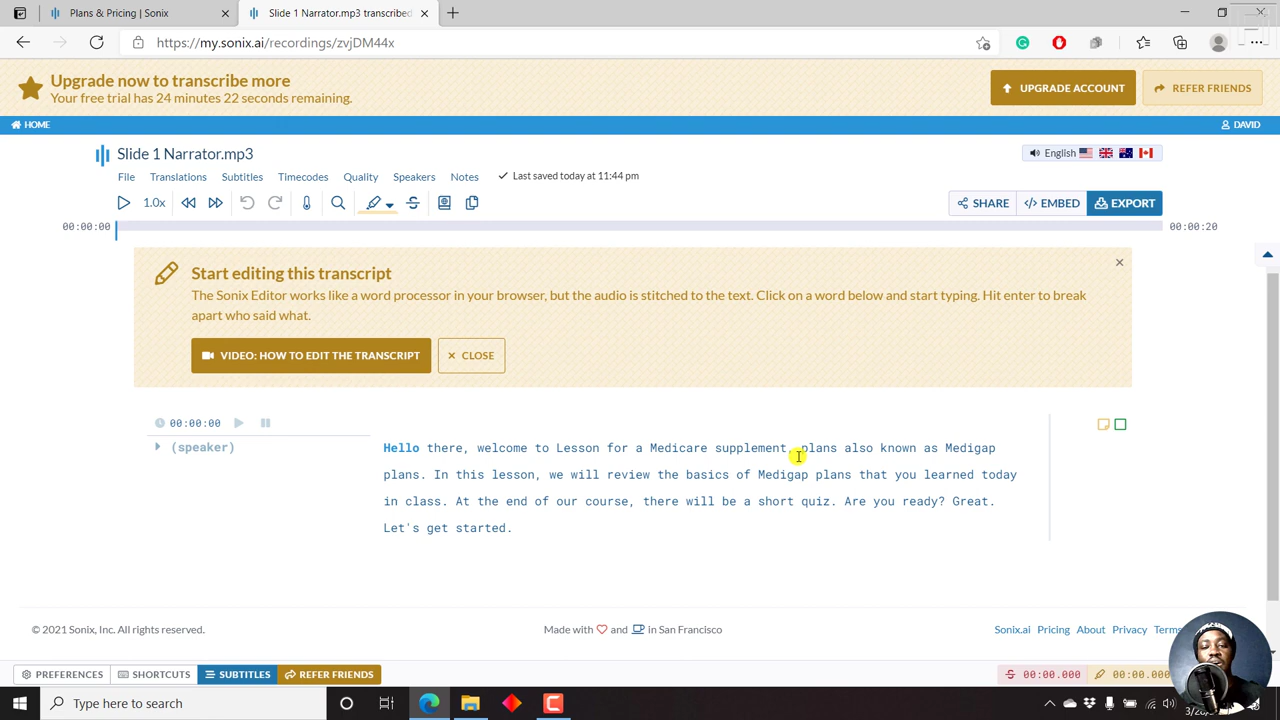 Plans & Pricing | Sonix
Slide 1 Narrator.mp3 transcribed
https://my.sonix.ai/recordings/zvjDM44x
Upgrade now to transcribe more
Your free trial has 24 minutes 22 seconds remaining.
UPGRADE ACCOUNT
REFER FRIENDS
HOME
DAVID
Slide 1 Narrator.mp3
English
File Translations Subtitles Timecodes Quality Speakers Notes
Last saved today at 11:44 pm
1.0x
SHARE
EMBED
EXPORT
00:00:00
00:00:20
Start editing this transcript
The Sonix Editor works like a word processor in your browser, but the audio is stitched to the text. Click on a word below and start typing. Hit enter to break
apart who said what.
VIDEO: HOW TO EDIT THE TRANSCRIPT
CLOSE
00:00:00
(speaker)
Hello there, welcome to Lesson for a Medicare supplement, plans also known as Medigap
plans. In this lesson, we will review the basics of Medigap plans that you learned today
in class. At the end of our course, there will be a short quiz. Are you ready? Great.
Let's get started.
© 2021 Sonix, Inc. All rights reserved.
Made with and in San Francisco
Sonix.ai Pricing About Privacy Terms
PREFERENCES
SHORTCUTS
SUBTITLES
REFER FRIENDS
00:00.000
00:00.000
Type here to search